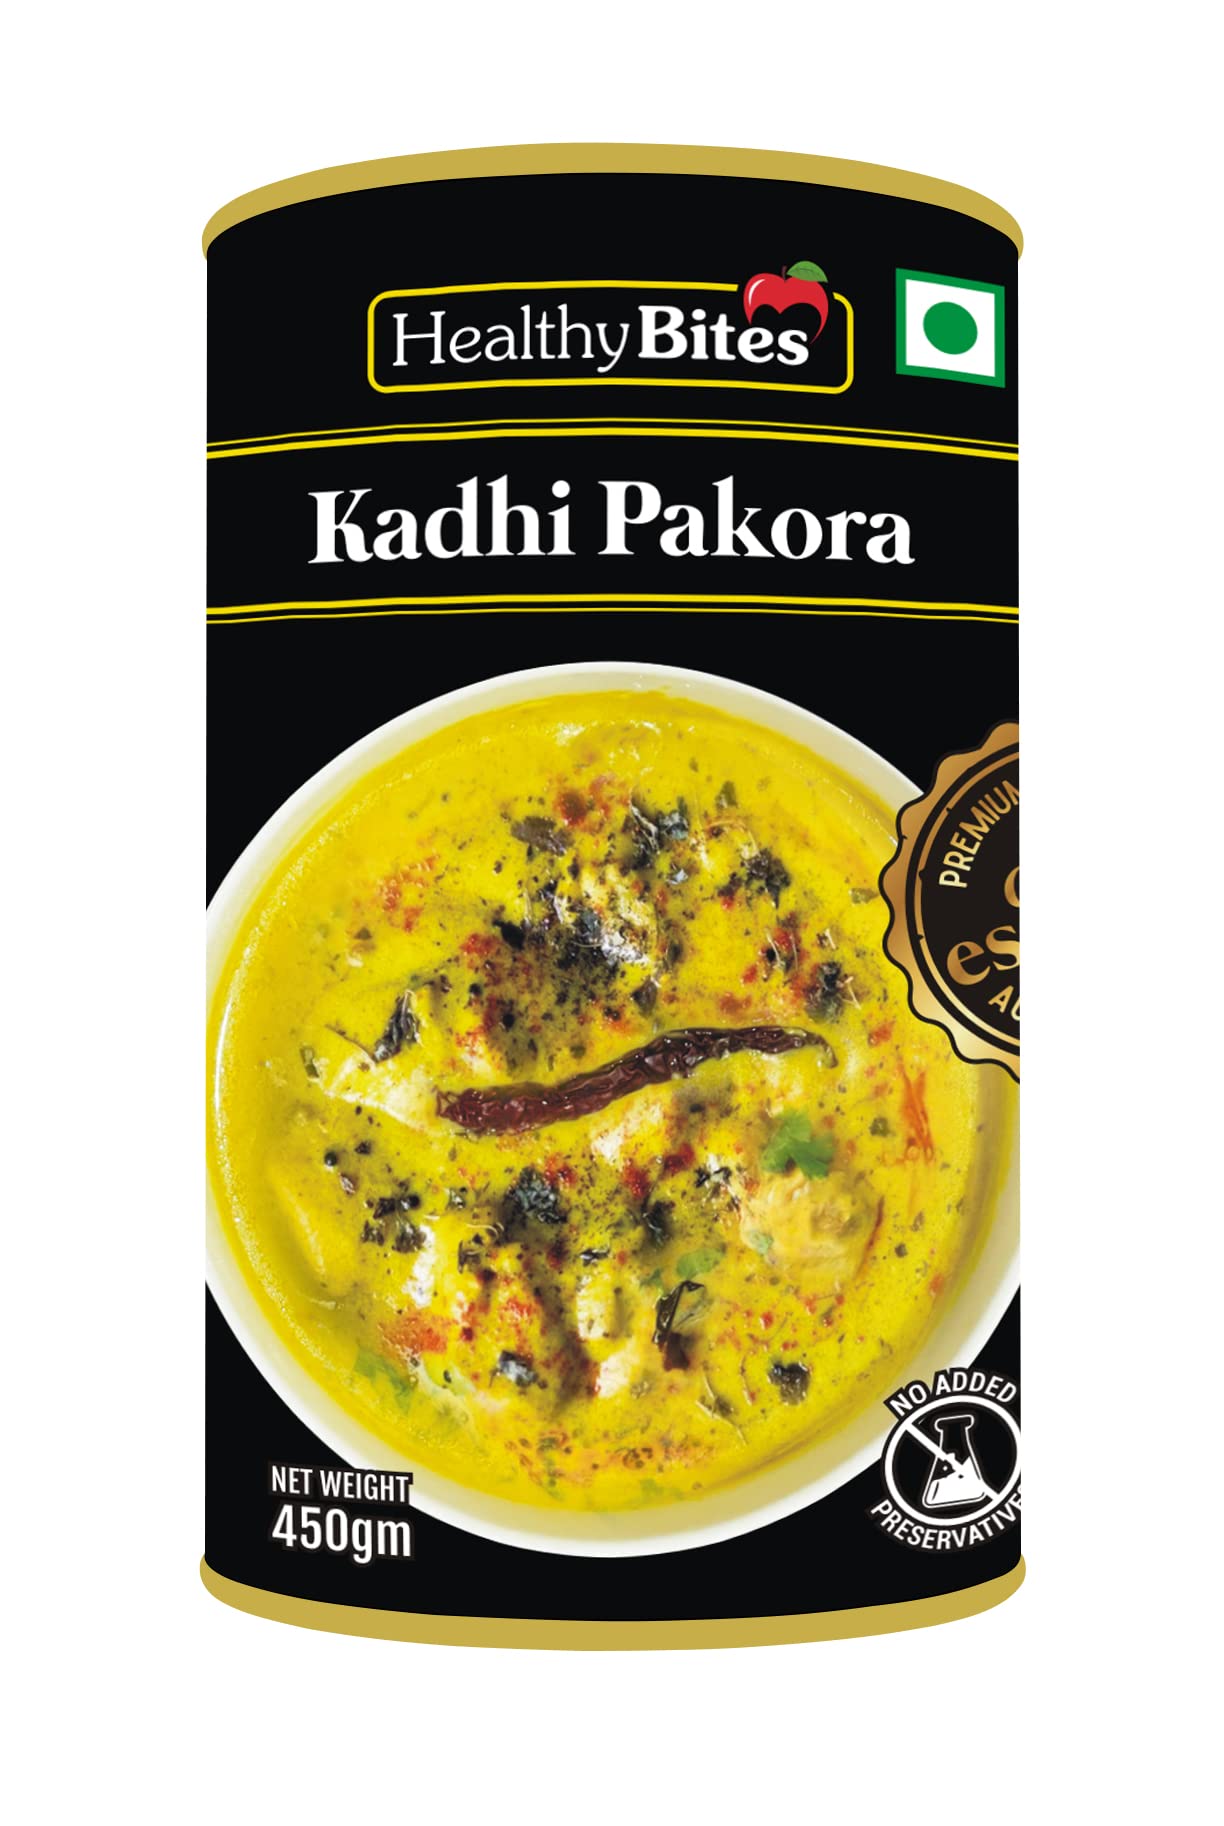 HealthyBites
Kadhi Pakora
PREMIUM
NO ADDED
PRESERVATIVES
NET WEIGHT
450gm